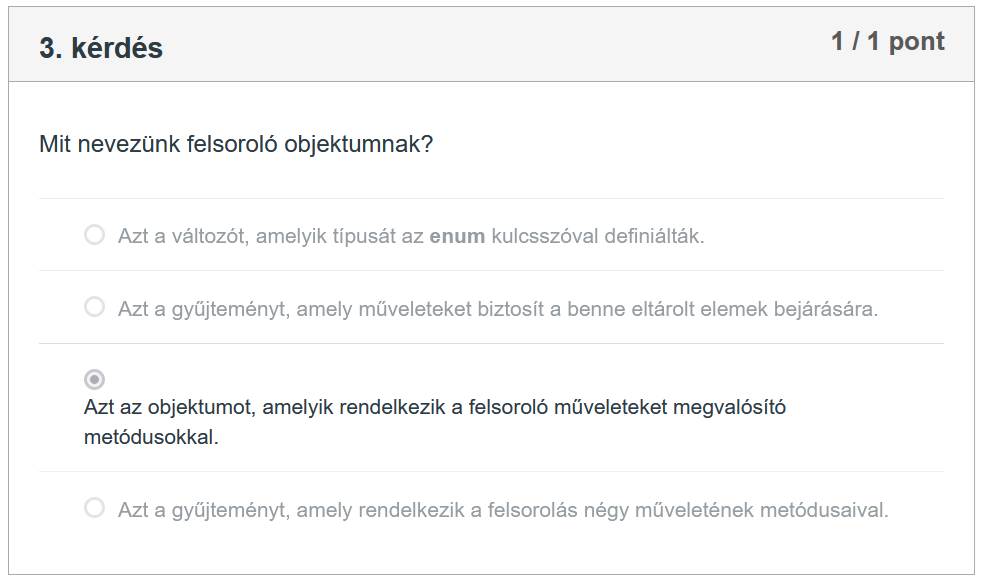 3. kérdés
1 / 1 pont
Mit nevezünk felsoroló objektumnak?
Azt a változót, amelyik típusát az enum kulcsszóval definiálták.
Azt a gyűjteményt, amely műveleteket biztosít a benne eltárolt elemek bejárására.
Azt az objektumot, amelyik rendelkezik a felsoroló műveleteket megvalósító
metódusokkal.
Azt a gyűjteményt, amely rendelkezik a felsorolás négy műveletének metódusaival.